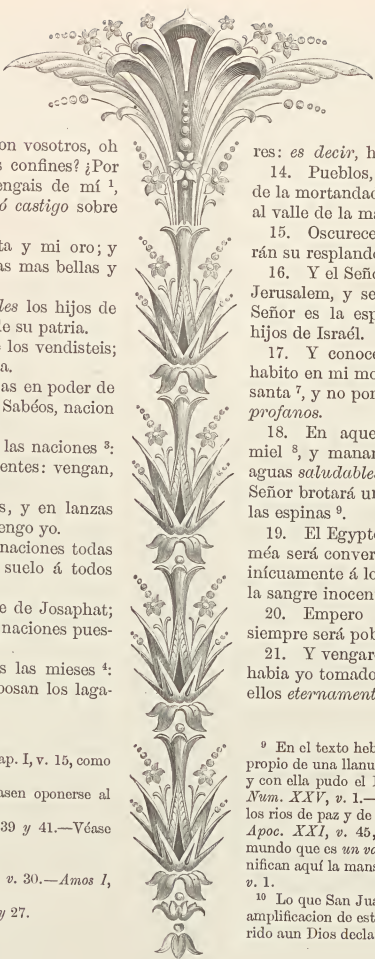 on vosotros, oh
confines? ¿Por
engais de mí ¹,
ó castigo sobre
ta y mi oro; y
as mas bellas y
les los hijos de
e su patria.
los vendisteis;
a.
as en poder de
Sabéos, nacion
las naciones ³:
entes: vengan,
s, y en lanzas
engo yo.
naciones todas
suelo á todos
e de Josaphat;
naciones pues-
s las mieses ⁴:
bosan los laga-
ap. I, v. 15, como
asen oponerse al
39 y 41.—Véase
v. 30.—Amos I,
y 27.
res: es decir, h
14. Pueblos,
de la mortandad
al valle de la ma
15. Oscurece
rán su resplando
16. Y el Seño
Jerusalem, y se
Señor es la esp
hijos de Israél.
17. Y conoce
habito en mi mo
santa ⁷, y no por
profanos.
18. En aque
miel ⁸, y manar
aguas saludables
Señor brotará un
las espinas ⁹.
19. El Egypto
méa será conver
inícuamente á lo
la sangre inocen
20. Empero
siempre será pob
21. Y vengaré
habia yo tomado
ellos eternament
⁹ En el texto heb
propio de una llanu
y con ella pudo el
Num. XXV, v. 1.—
los rios de paz y de
Apoc. XXI, v. 45,
mundo que es un va
nifican aquí la mans
v. 1.
¹⁰ Lo que San Jua
amplificacion de est
rido aun Dios decla